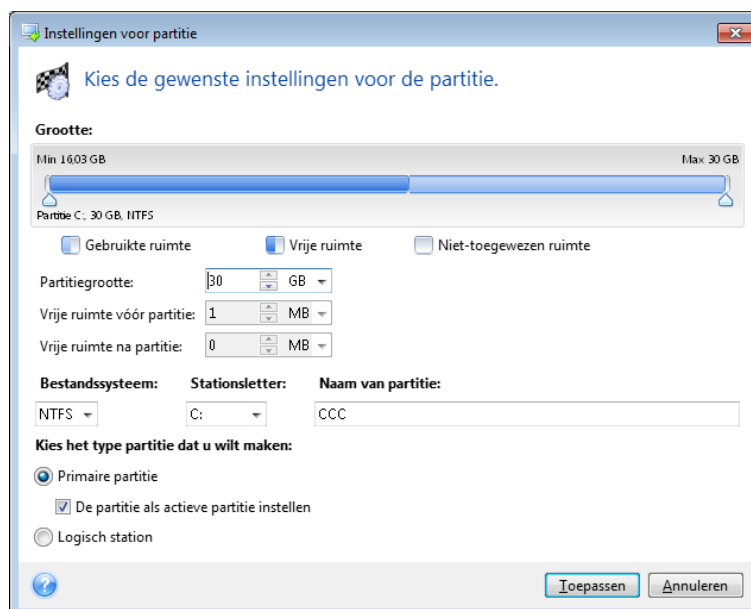 Instellingen voor partitie
Kies de gewenste instellingen voor de partitie.
Grootte:
Min 16,03 GB Max 30 GB
Partitie C:, 30 GB, NTFS
Gebruikte ruimte Vrije ruimte Niet-toegewezen ruimte
Partitiegrootte: 30 GB
Vrije ruimte vóór partitie: 1 MB
Vrije ruimte na partitie: 0 MB
Bestandssysteem: Stationsletter: Naam van partitie:
NTFS C: CCC
Kies het type partitie dat u wilt maken:
Primaire partitie
De partitie als actieve partitie instellen
Logisch station
? Toepassen Annuleren